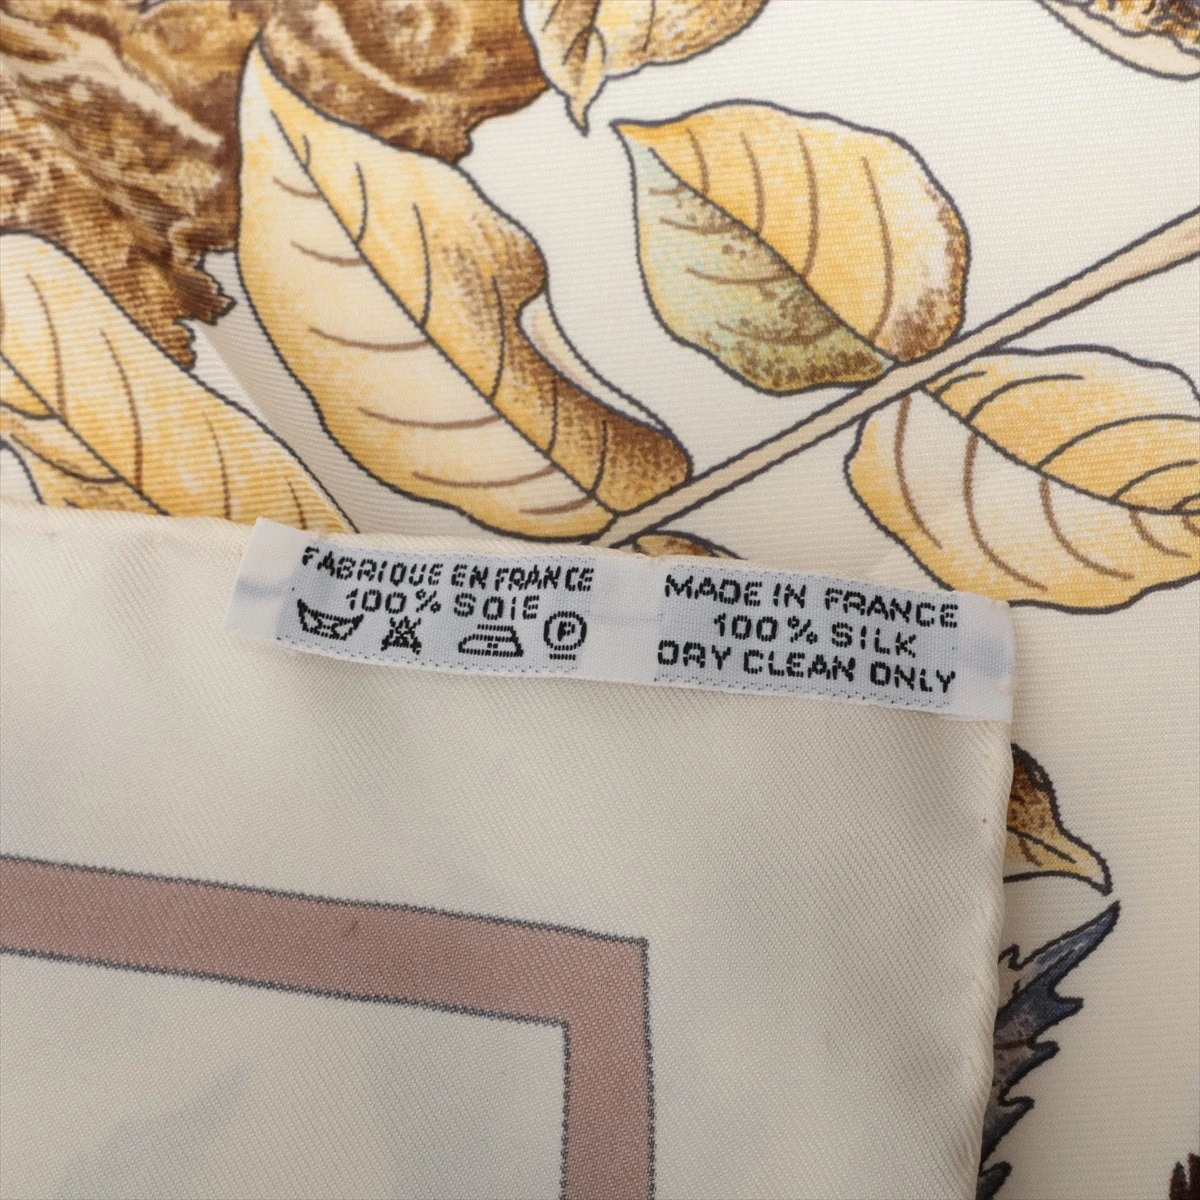 FABRIQUE EN FRANCE
100% SOIE
P
MADE IN FRANCE
100% SILK
DRY CLEAN ONLY